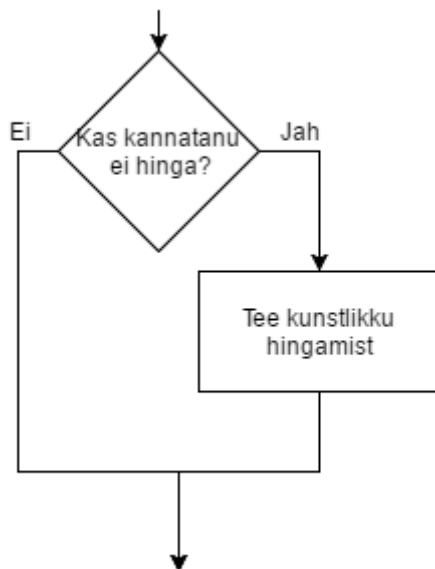 Ei
Kas kannatanu
ei hinga?
Jah
Tee kunstlikku
hingamist